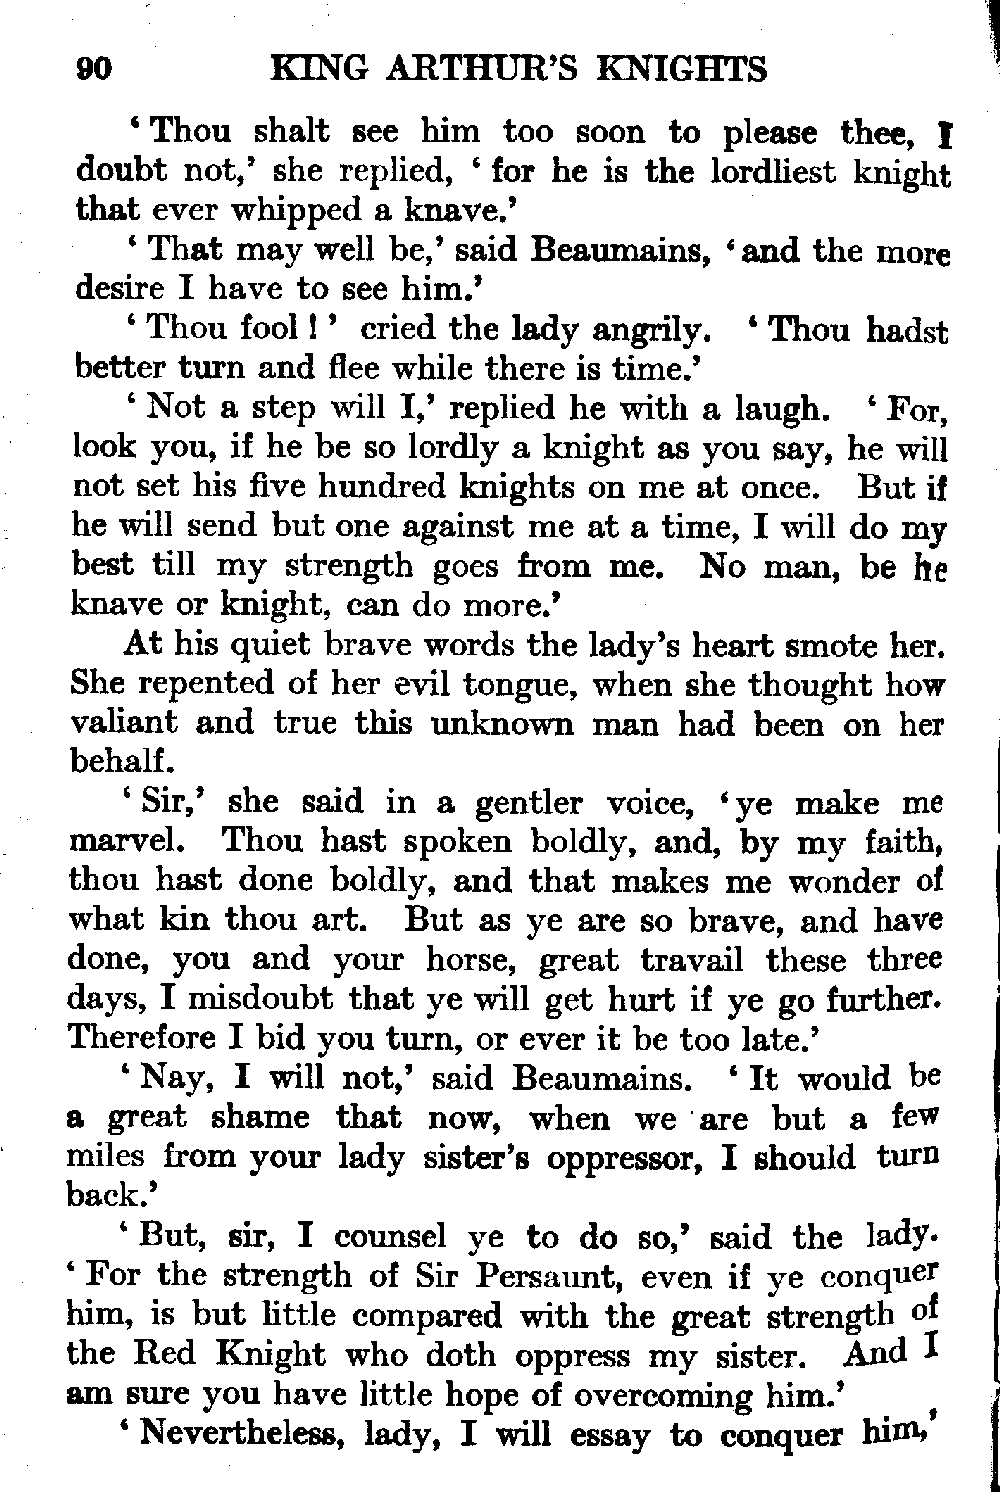 90 KING ARTHUR'S KNIGHTS
‘ Thou shalt see him too soon to please thee, I
doubt not,’ she replied, ‘ for he is the lordliest knight
that ever whipped a knave.’
‘ That may well be,’ said Beaumains, ‘ and the more
desire I have to see him.’
‘ Thou fool ! ’ cried the lady angrily. ‘ Thou hadst
better turn and flee while there is time.’
‘ Not a step will I,’ replied he with a laugh. ‘ For,
look you, if he be so lordly a knight as you say, he will
not set his five hundred knights on me at once. But if
he will send but one against me at a time, I will do my
best till my strength goes from me. No man, be he
knave or knight, can do more.’
At his quiet brave words the lady’s heart smote her.
She repented of her evil tongue, when she thought how
valiant and true this unknown man had been on her
behalf.
‘ Sir,’ she said in a gentler voice, ‘ ye make me
marvel. Thou hast spoken boldly, and, by my faith,
thou hast done boldly, and that makes me wonder of
what kin thou art. But as ye are so brave, and have
done, you and your horse, great travail these three
days, I misdoubt that ye will get hurt if ye go further.
Therefore I bid you turn, or ever it be too late.’
‘ Nay, I will not,’ said Beaumains. ‘ It would be
a great shame that now, when we are but a few
miles from your lady sister’s oppressor, I should turn
back.’
‘ But, sir, I counsel ye to do so,’ said the lady.
‘ For the strength of Sir Persaunt, even if ye conquer
him, is but little compared with the great strength of
the Red Knight who doth oppress my sister. And I
am sure you have little hope of overcoming him.’
‘ Nevertheless, lady, I will essay to conquer him,’